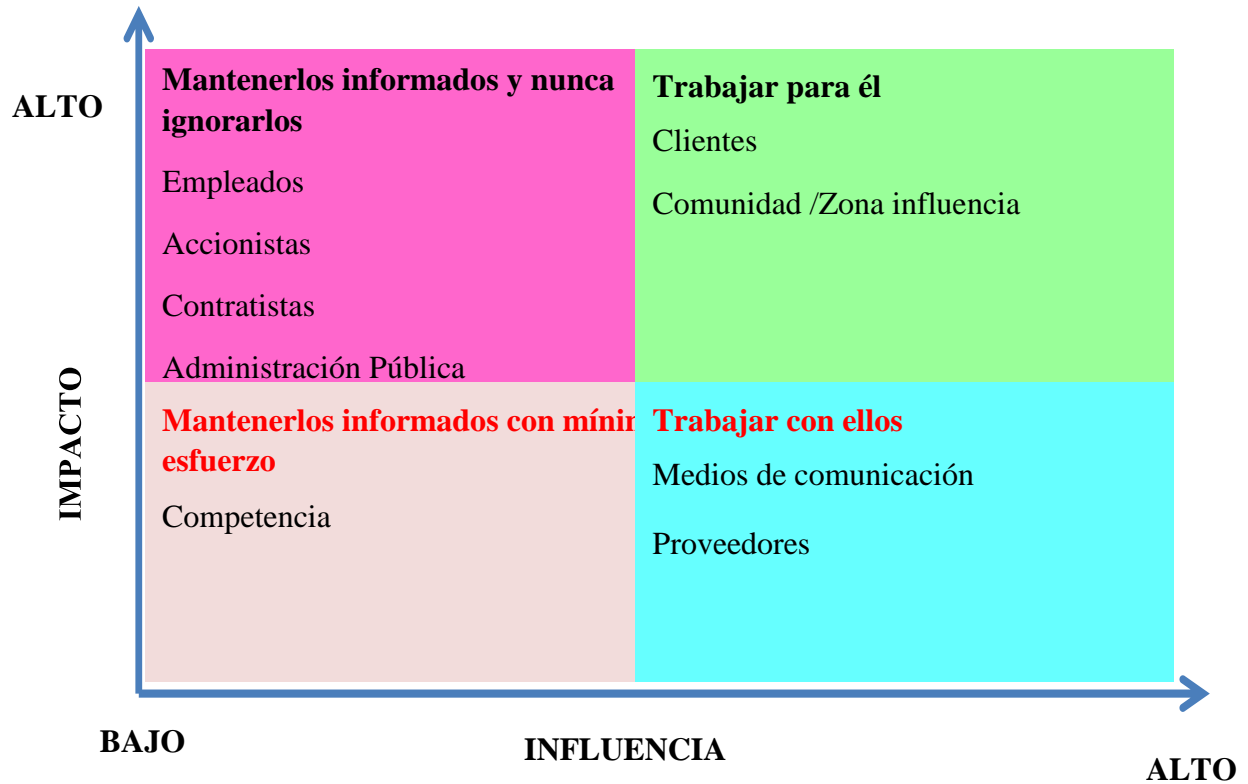 ALTO
Mantenerlos informados y nunca
ignorarlos
Empleados
Accionistas
Contratistas
Administración Pública
Trabajar para él
Clientes
Comunidad /Zona influencia
IMPACTO
Mantenerlos informados con mínim
esfuerzo
Competencia
Trabajar con ellos
Medios de comunicación
Proveedores
BAJO
INFLUENCIA
ALTO